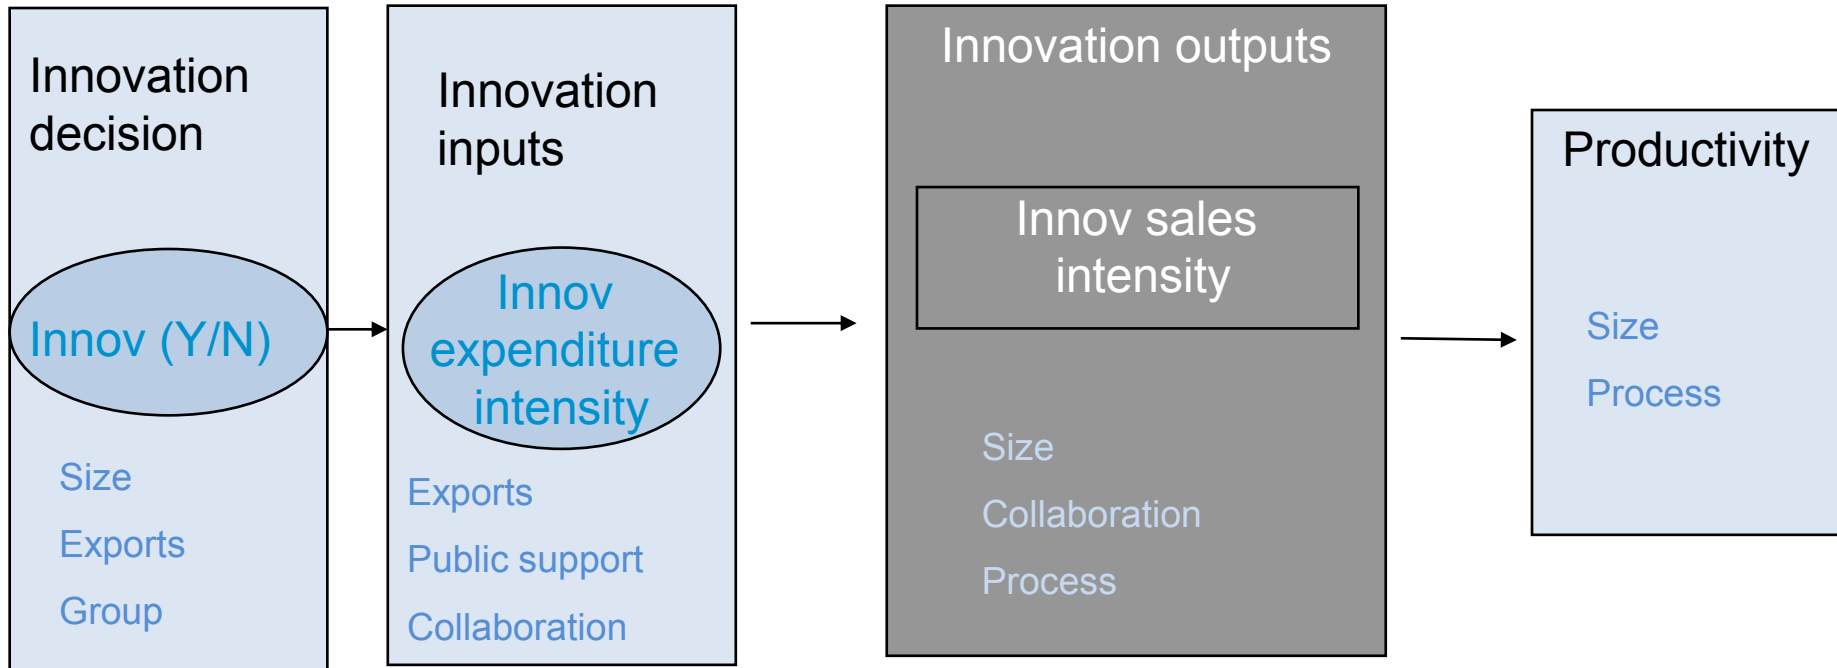 Innovation
decision
Innov (Y/N)
Size
Exports
Group
Innovation
inputs
Innov
expenditure
intensity
Exports
Public support
Collaboration
Innovation outputs
Innov sales
intensity
Size
Collaboration
Process
Productivity
Size
Process